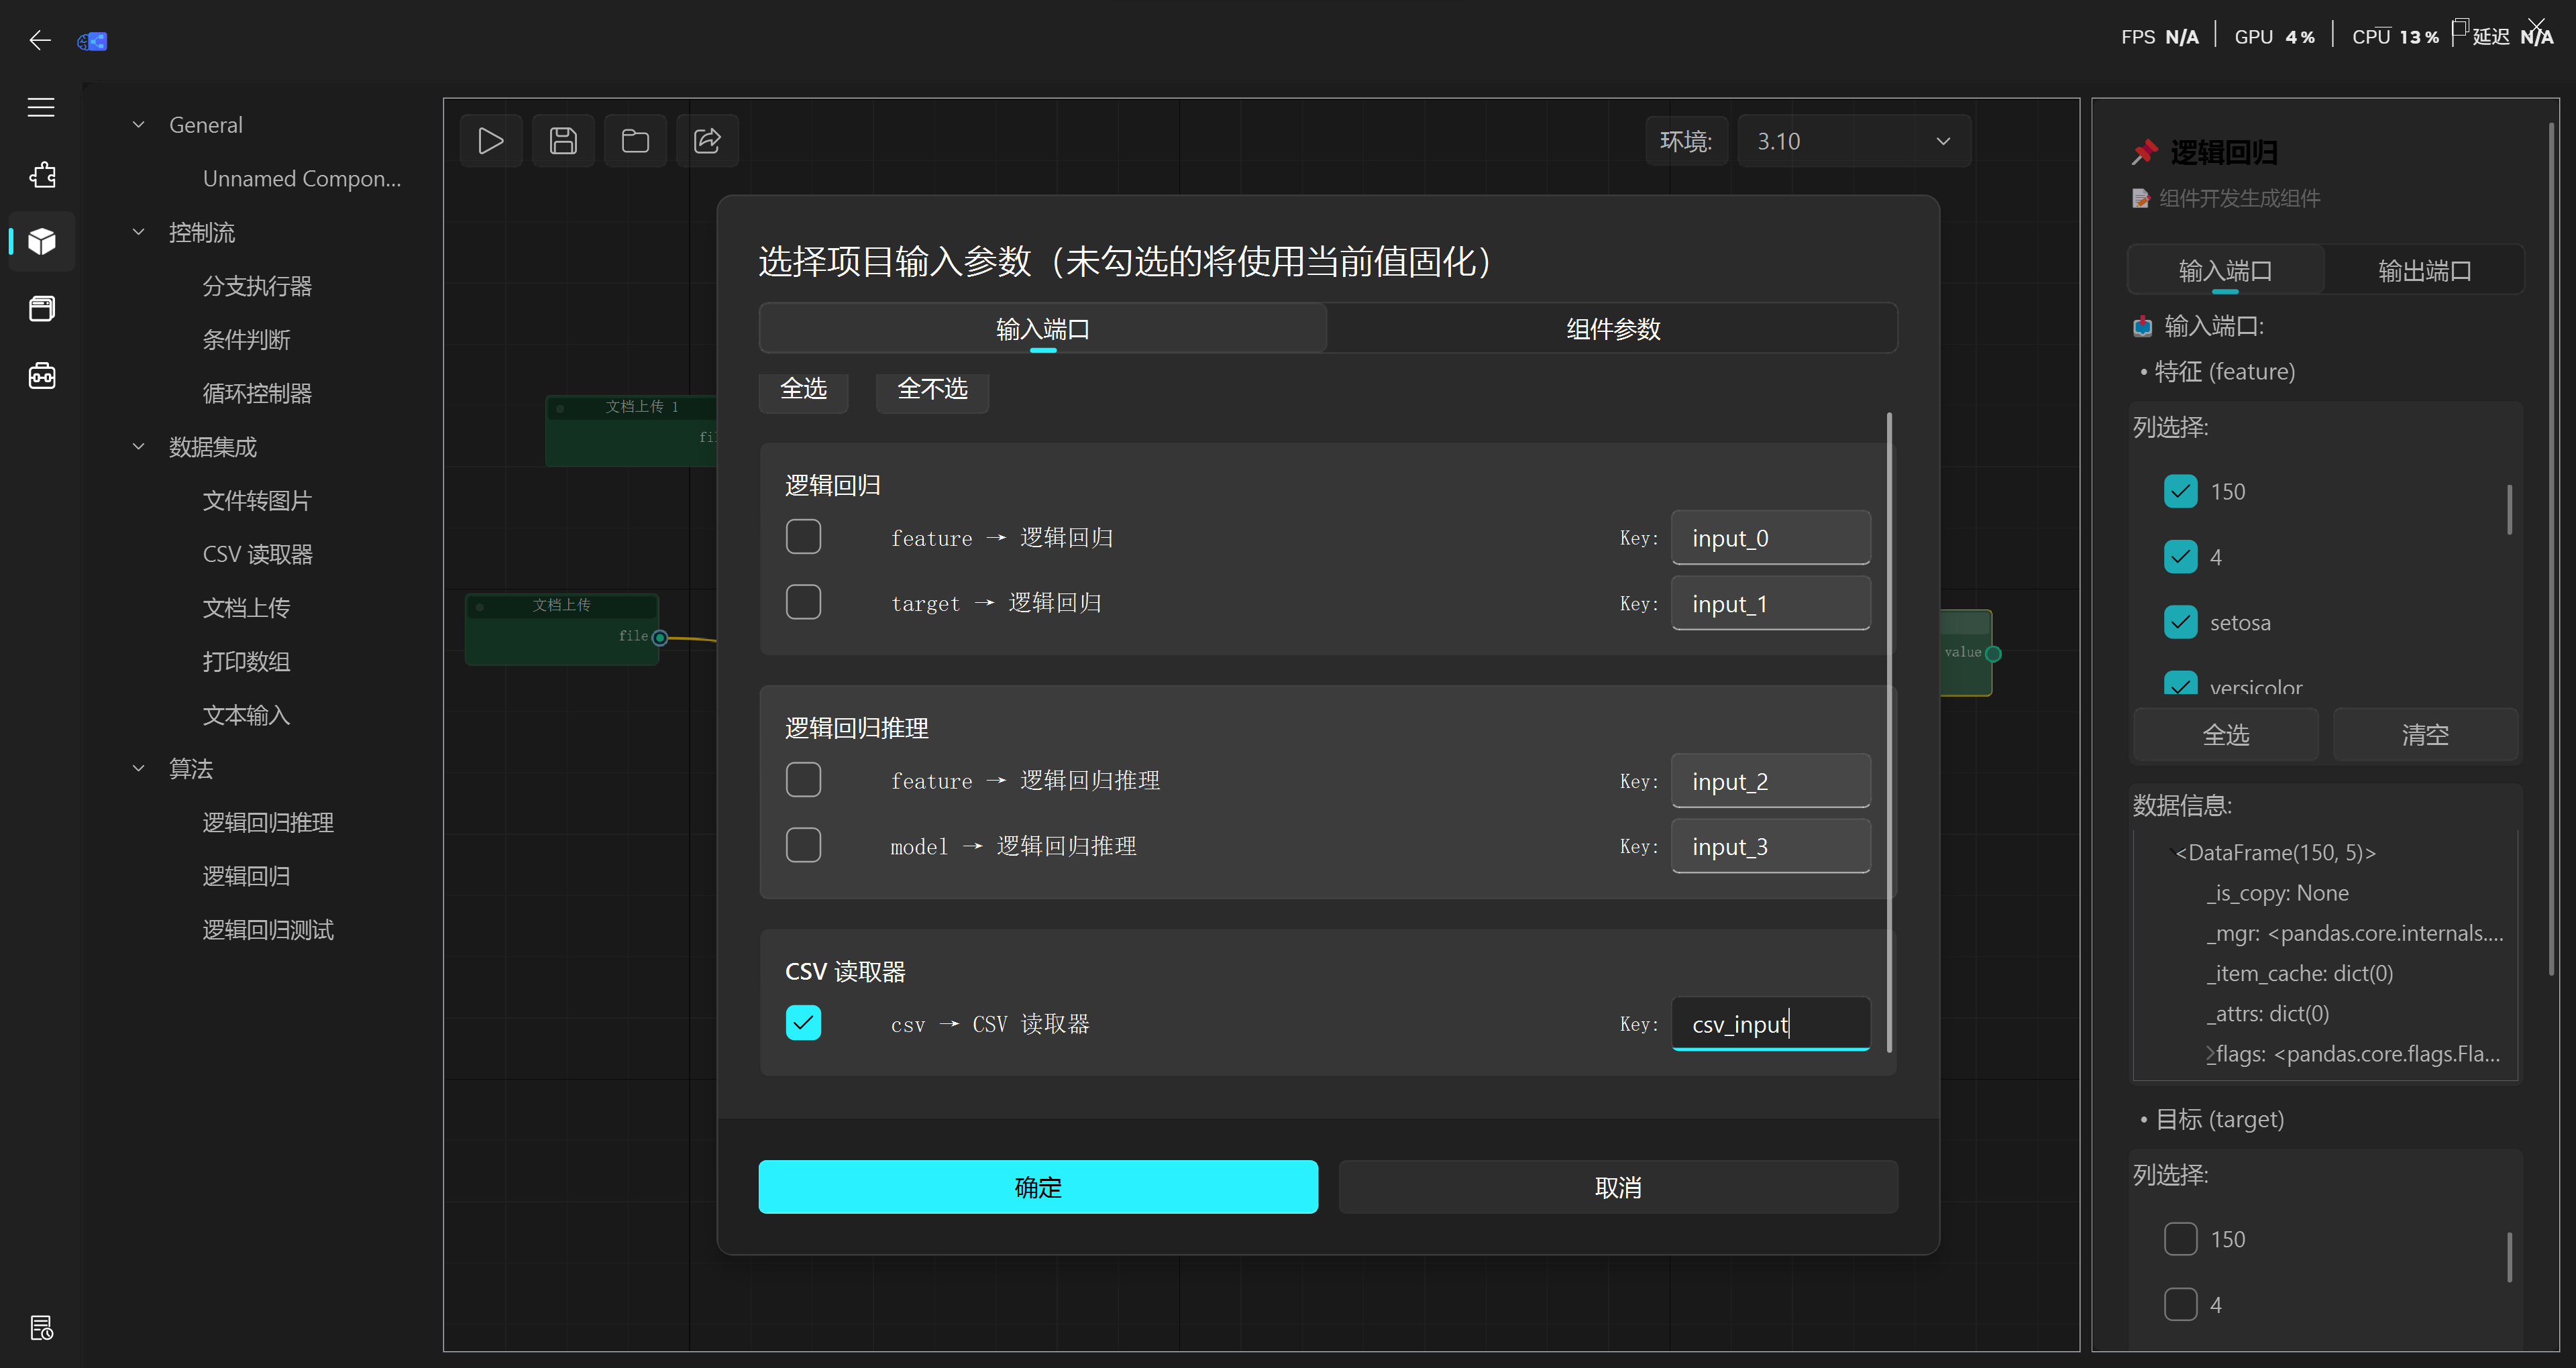 FPS N/A GPU 4% CPU 13% 延迟 N/A
General
Unnamed Compon...
控制流
分支执行器
条件判断
循环控制器
数据集成
文件转图片
CSV 读取器
文档上传
打印数组
文本输入
算法
逻辑回归推理
逻辑回归
逻辑回归测试
环境:
3.10
文档上传 1
fil
文档上传
file
value
选择项目输入参数（未勾选的将使用当前值固化）
输入端口
组件参数
全选
全不选
逻辑回归
feature → 逻辑回归 Key: input_0
target → 逻辑回归 Key: input_1
逻辑回归推理
feature → 逻辑回归推理 Key: input_2
model → 逻辑回归推理 Key: input_3
CSV 读取器
csv → CSV 读取器 Key: csv_input
确定
取消
逻辑回归
组件开发生成组件
输入端口
输出端口
输入端口:
• 特征 (feature)
列选择:
150
4
setosa
versicolor
全选
清空
数据信息:
<DataFrame(150, 5)>
_is_copy: None
_mgr: <pandas.core.internals....
_item_cache: dict(0)
_attrs: dict(0)
_flags: <pandas.core.flags.Fla...
• 目标 (target)
列选择:
150
4